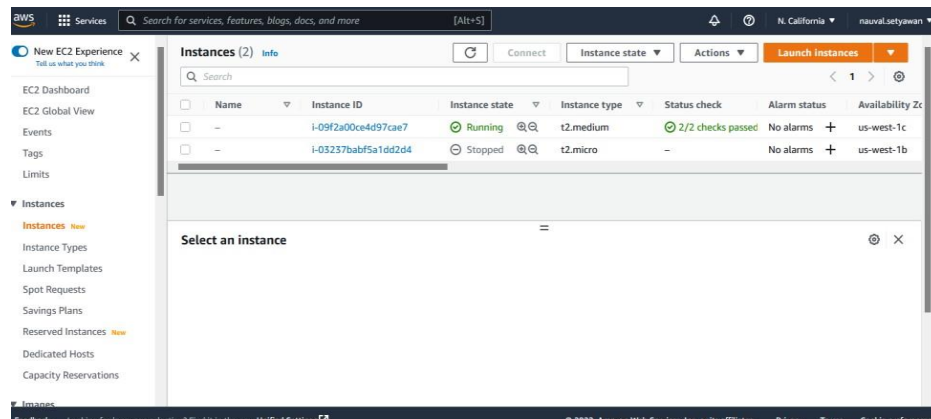 aws Services Search for services, features, blogs, docs, and more [Alt+S] N. California ▼ nauval.setyawan ▼
New EC2 Experience
Tell us what you think
EC2 Dashboard
EC2 Global View
Events
Tags
Limits
Instances
Instances New
Instance Types
Launch Templates
Spot Requests
Savings Plans
Reserved Instances New
Dedicated Hosts
Capacity Reservations
Images
Instances (2) Info Connect Instance state ▼ Actions ▼ Launch instances ▼
Search
< 1 >
Name Instance ID Instance state Instance type Status check Alarm status Availability Zo
– i-09f2a00ce4d97cae7 Running t2.medium 2/2 checks passed No alarms + us-west-1c
– i-03237babf5a1dd2d4 Stopped t2.micro – No alarms + us-west-1b
Select an instance